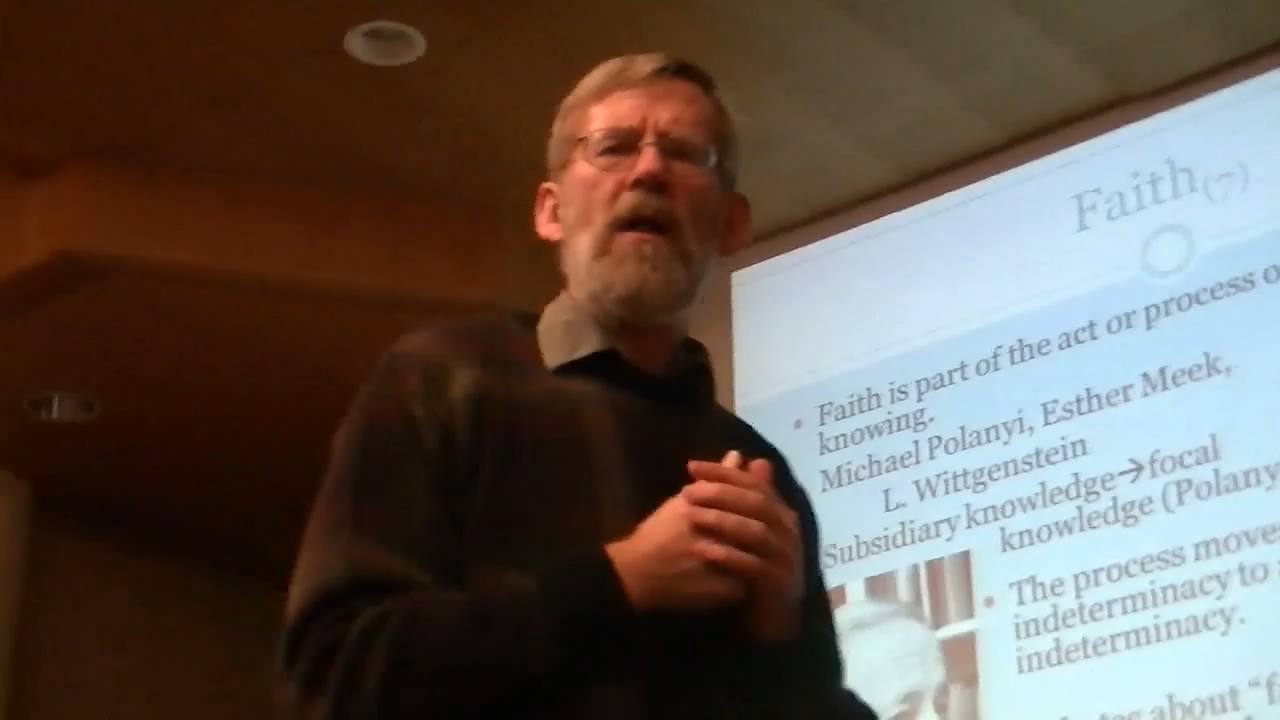 Faith(7)
Faith is part of the act or process
knowing.
Michael Polanyi, Esther Meek,
L. Wittgenstein
Subsidiary knowledge→focal
knowledge (Polany
The process move
indeterminacy to
indeterminacy.
about “f